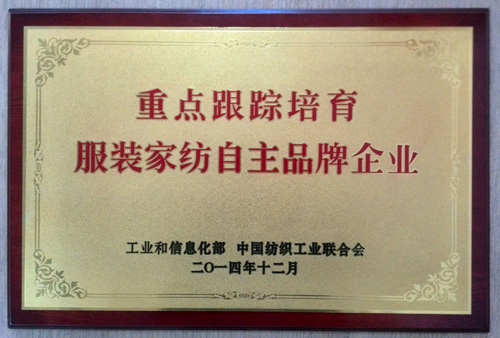 重点跟踪培育
服装家纺自主品牌企业
工业和信息化部 中国纺织工业联合会
二〇一四年十二月